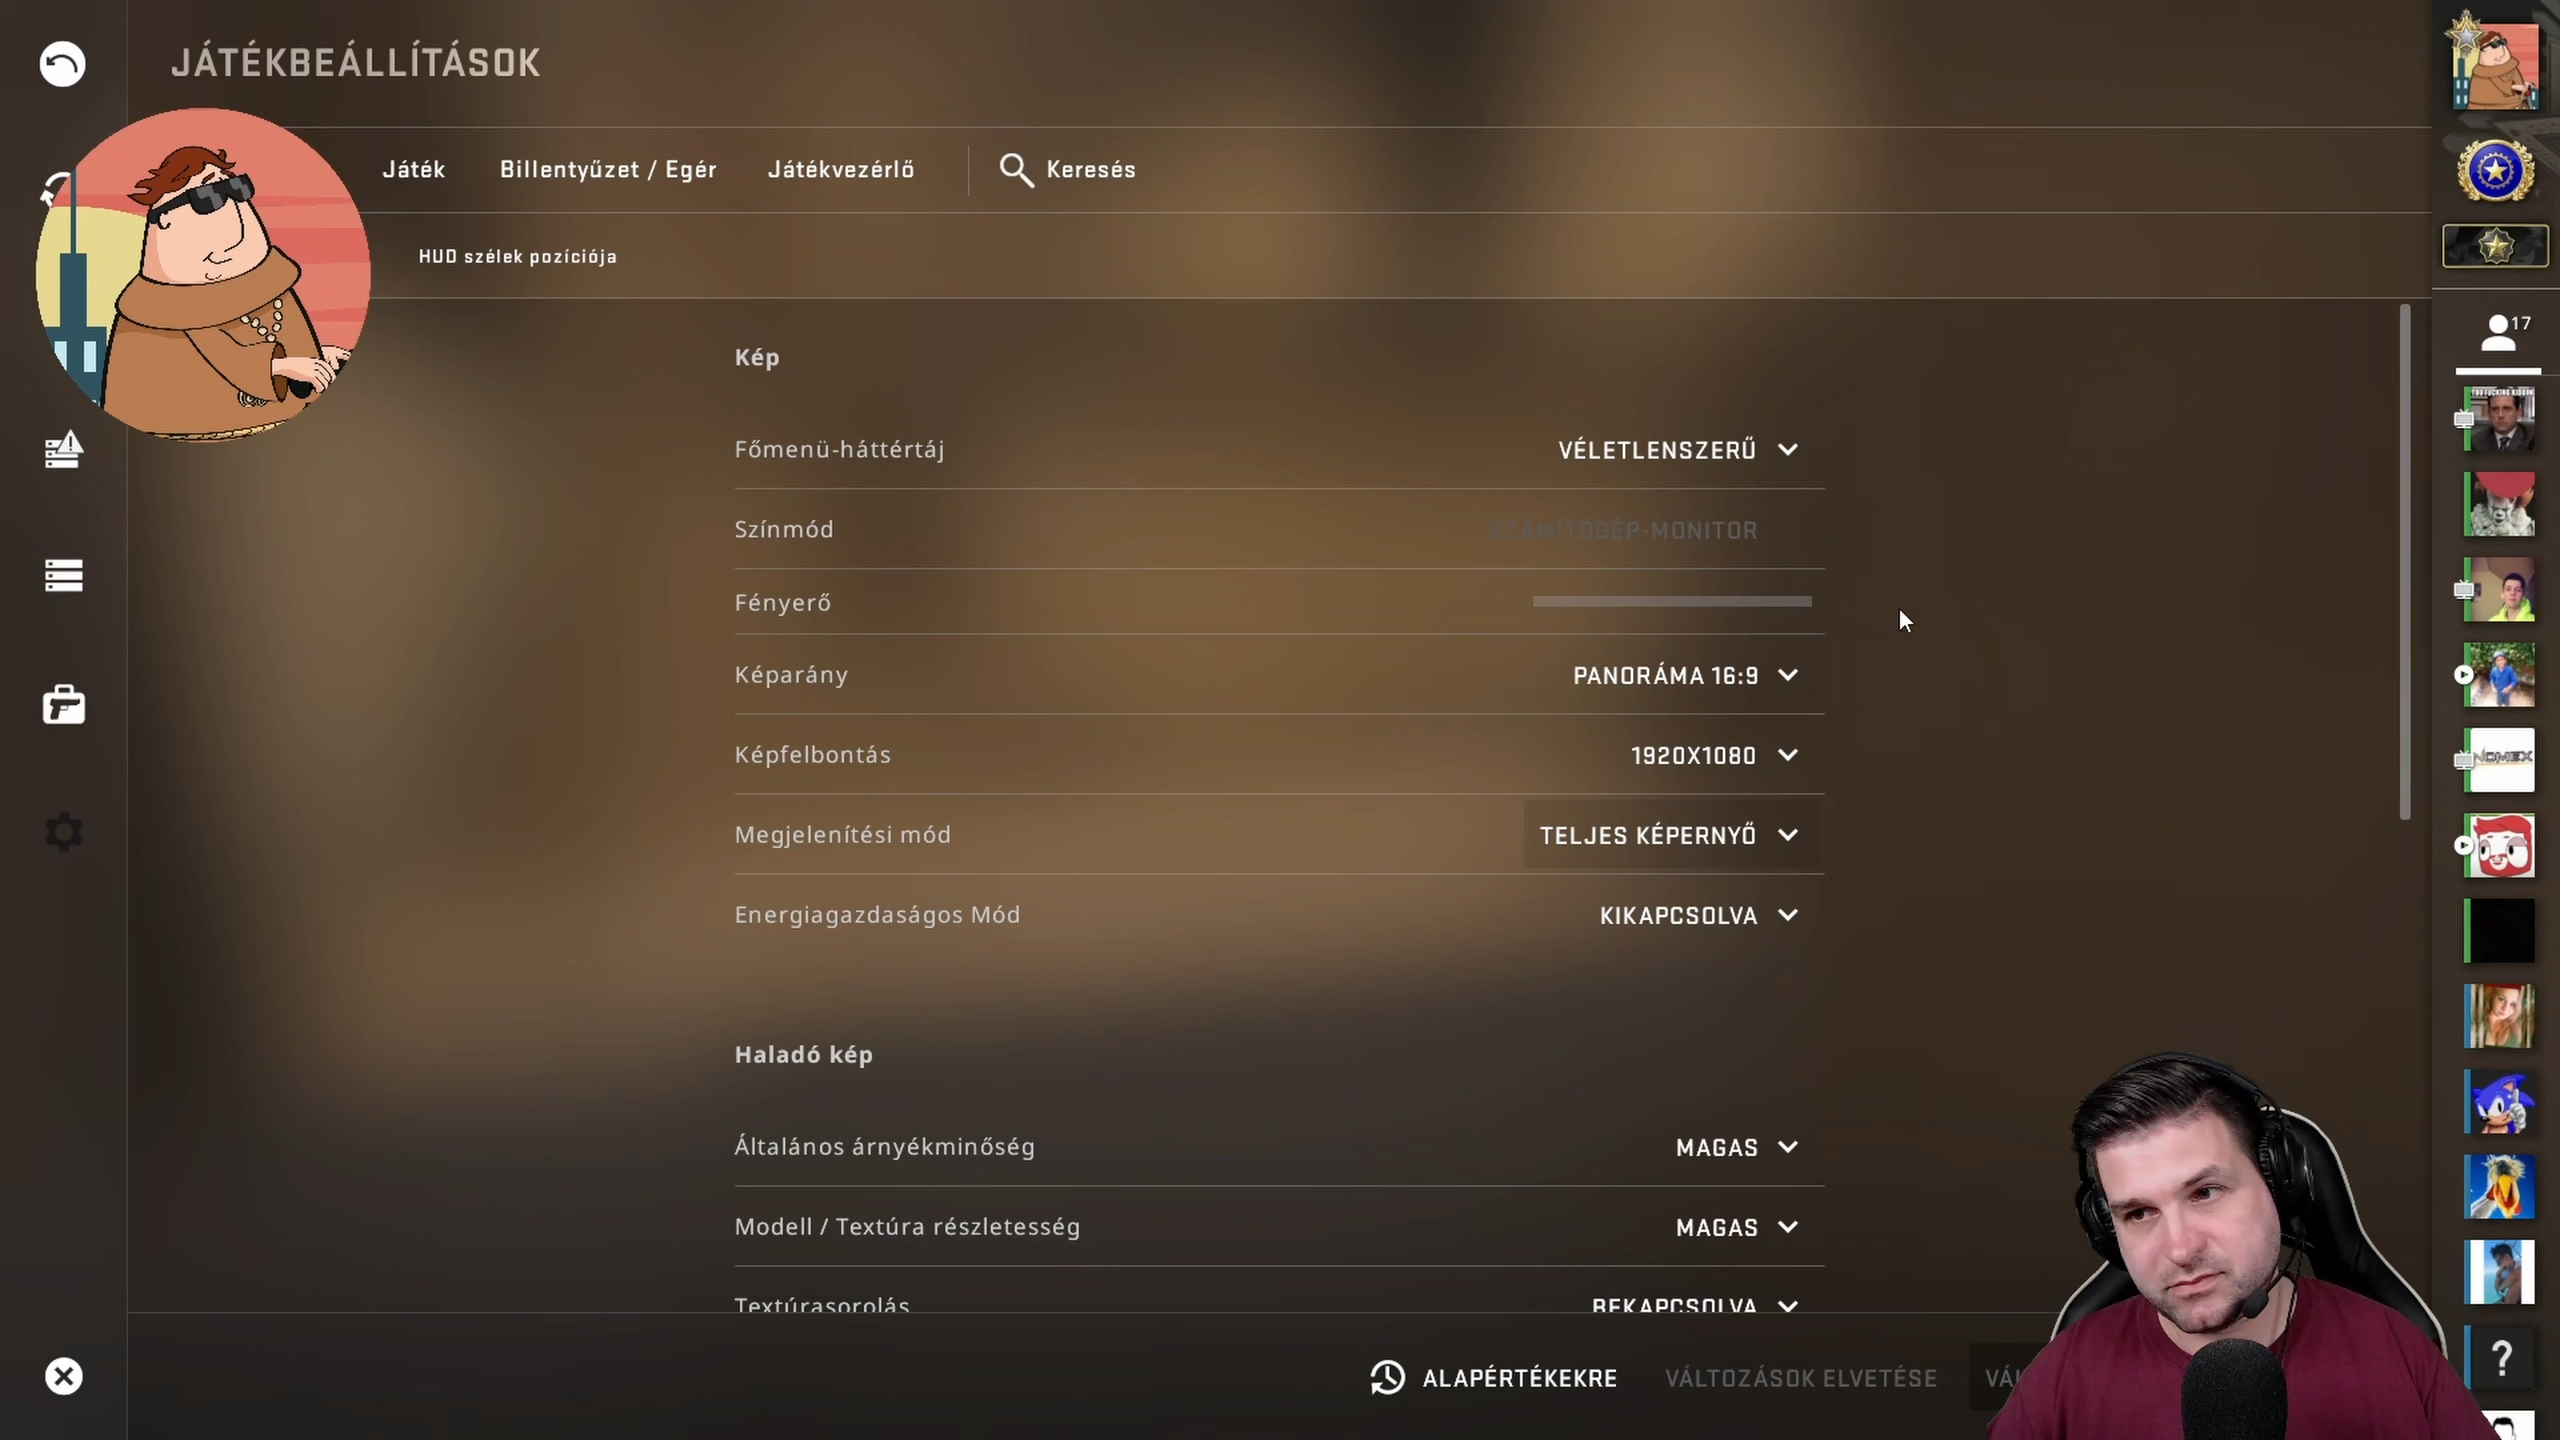 JÁTÉKBEÁLLÍTÁSOK
Játék Billentyűzet / Egér Játékvezérlő Keresés
HUD szélek pozíciója
17
Kép
Főmenü-háttértáj VÉLETLENSZERŰ
Színmód SZÁMÍTÓGÉP-MONITOR
Fényerő
Képarány PANORÁMA 16:9
Képfelbontás 1920X1080
NOMEX
Megjelenítési mód TELJES KÉPERNYŐ
Energiagazdaságos Mód KIKAPCSOLVA
Haladó kép
Általános árnyékminőség MAGAS
Modell / Textúra részletesség MAGAS
Textúrasorolás BEKAPCSOLVA
?
ALAPÉRTÉKEKRE VÁLTOZÁSOK ELVETÉSE